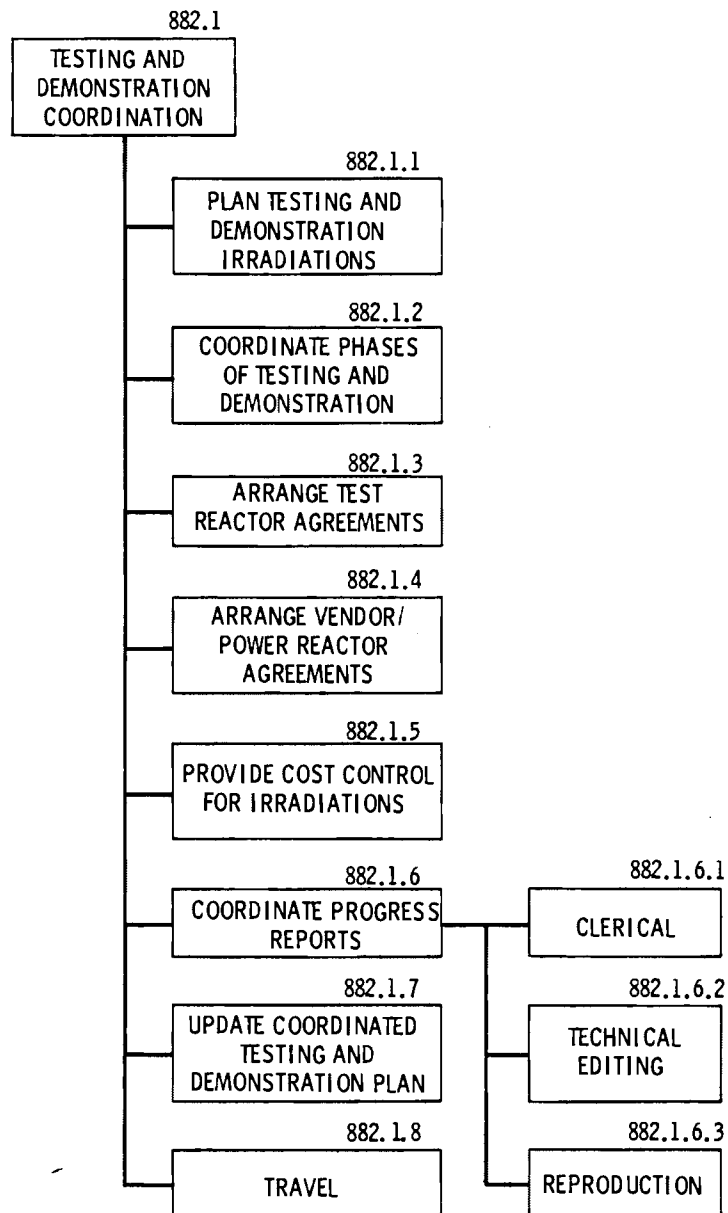 882.1
TESTING AND
DEMONSTRATION
COORDINATION
882.1.1
PLAN TESTING AND
DEMONSTRATION
IRRADIATIONS
882.1.2
COORDINATE PHASES
OF TESTING AND
DEMONSTRATION
882.1.3
ARRANGE TEST
REACTOR AGREEMENTS
882.1.4
ARRANGE VENDOR/
POWER REACTOR
AGREEMENTS
882.1.5
PROVIDE COST CONTROL
FOR IRRADIATIONS
882.1.6
COORDINATE PROGRESS
REPORTS
882.1.6.1
CLERICAL
882.1.7
UPDATE COORDINATED
TESTING AND
DEMONSTRATION PLAN
882.1.6.2
TECHNICAL
EDITING
882.1.8
TRAVEL
882.1.6.3
REPRODUCTION